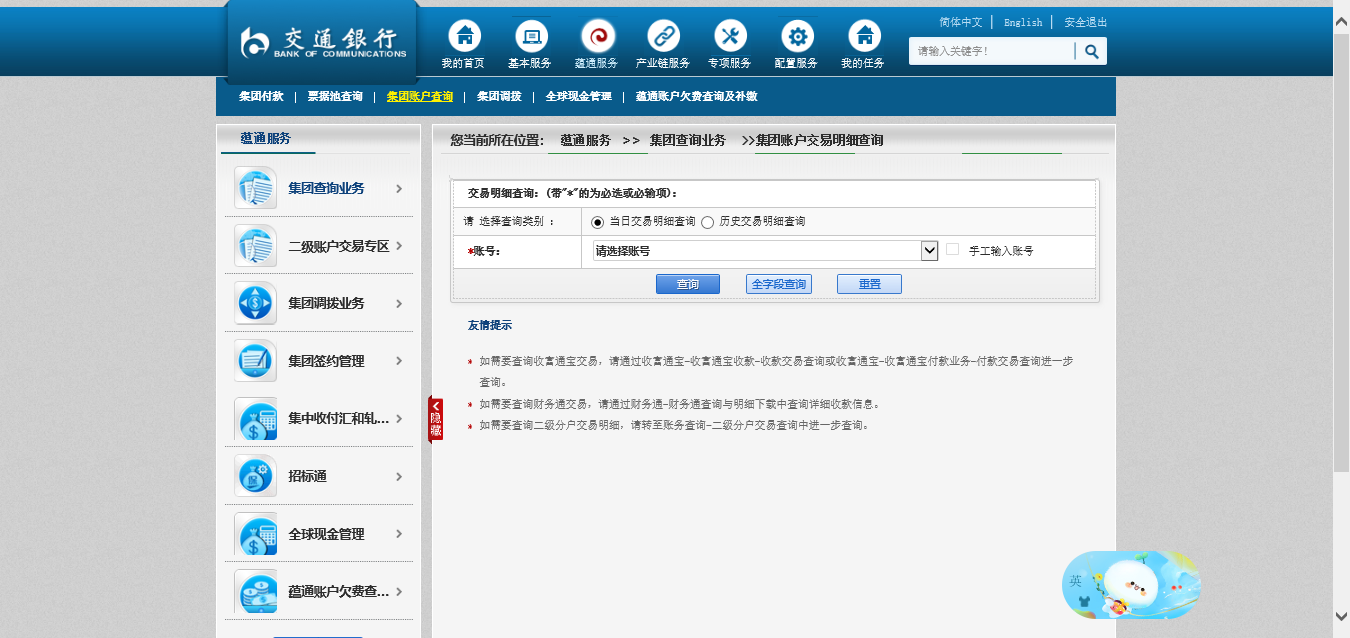 简体中文 | English | 安全退出
交通銀行
BANK OF COMMUNICATIONS
我的首页 基本服务 蕴通服务 产业链服务 专项服务 配置服务 我的任务
请输入关键字!
集团付款 | 票据池查询 | 集团账户查询 | 集团调拨 | 全球现金管理 | 蕴通账户欠费查询及补缴
蕴通服务
集团查询业务
二级账户交易专区
集团调拨业务
集团签约管理
集中收付汇和轧...
招标通
全球现金管理
蕴通账户欠费查...
隐藏
您当前所在位置： 蕴通服务 >> 集团查询业务 >>集团账户交易明细查询
交易明细查询：(带"*"的为必选或必输项)：
请 选择查询类别 ： 当日交易明细查询 历史交易明细查询
*账号： 请选择账号 手工输入账号
查询 全字段查询 重置
友情提示
* 如需要查询收富通宝交易，请通过收富通宝-收富通宝收款-收款交易查询或收富通宝-收富通宝付款业务-付款交易查询进一步
查询。
* 如需要查询财务通交易，请通过财务通-财务通查询与明细下载中查询详细收款信息。
* 如需要查询二级分户交易明细，请转至账务查询-二级分户交易查询中进一步查询。
英